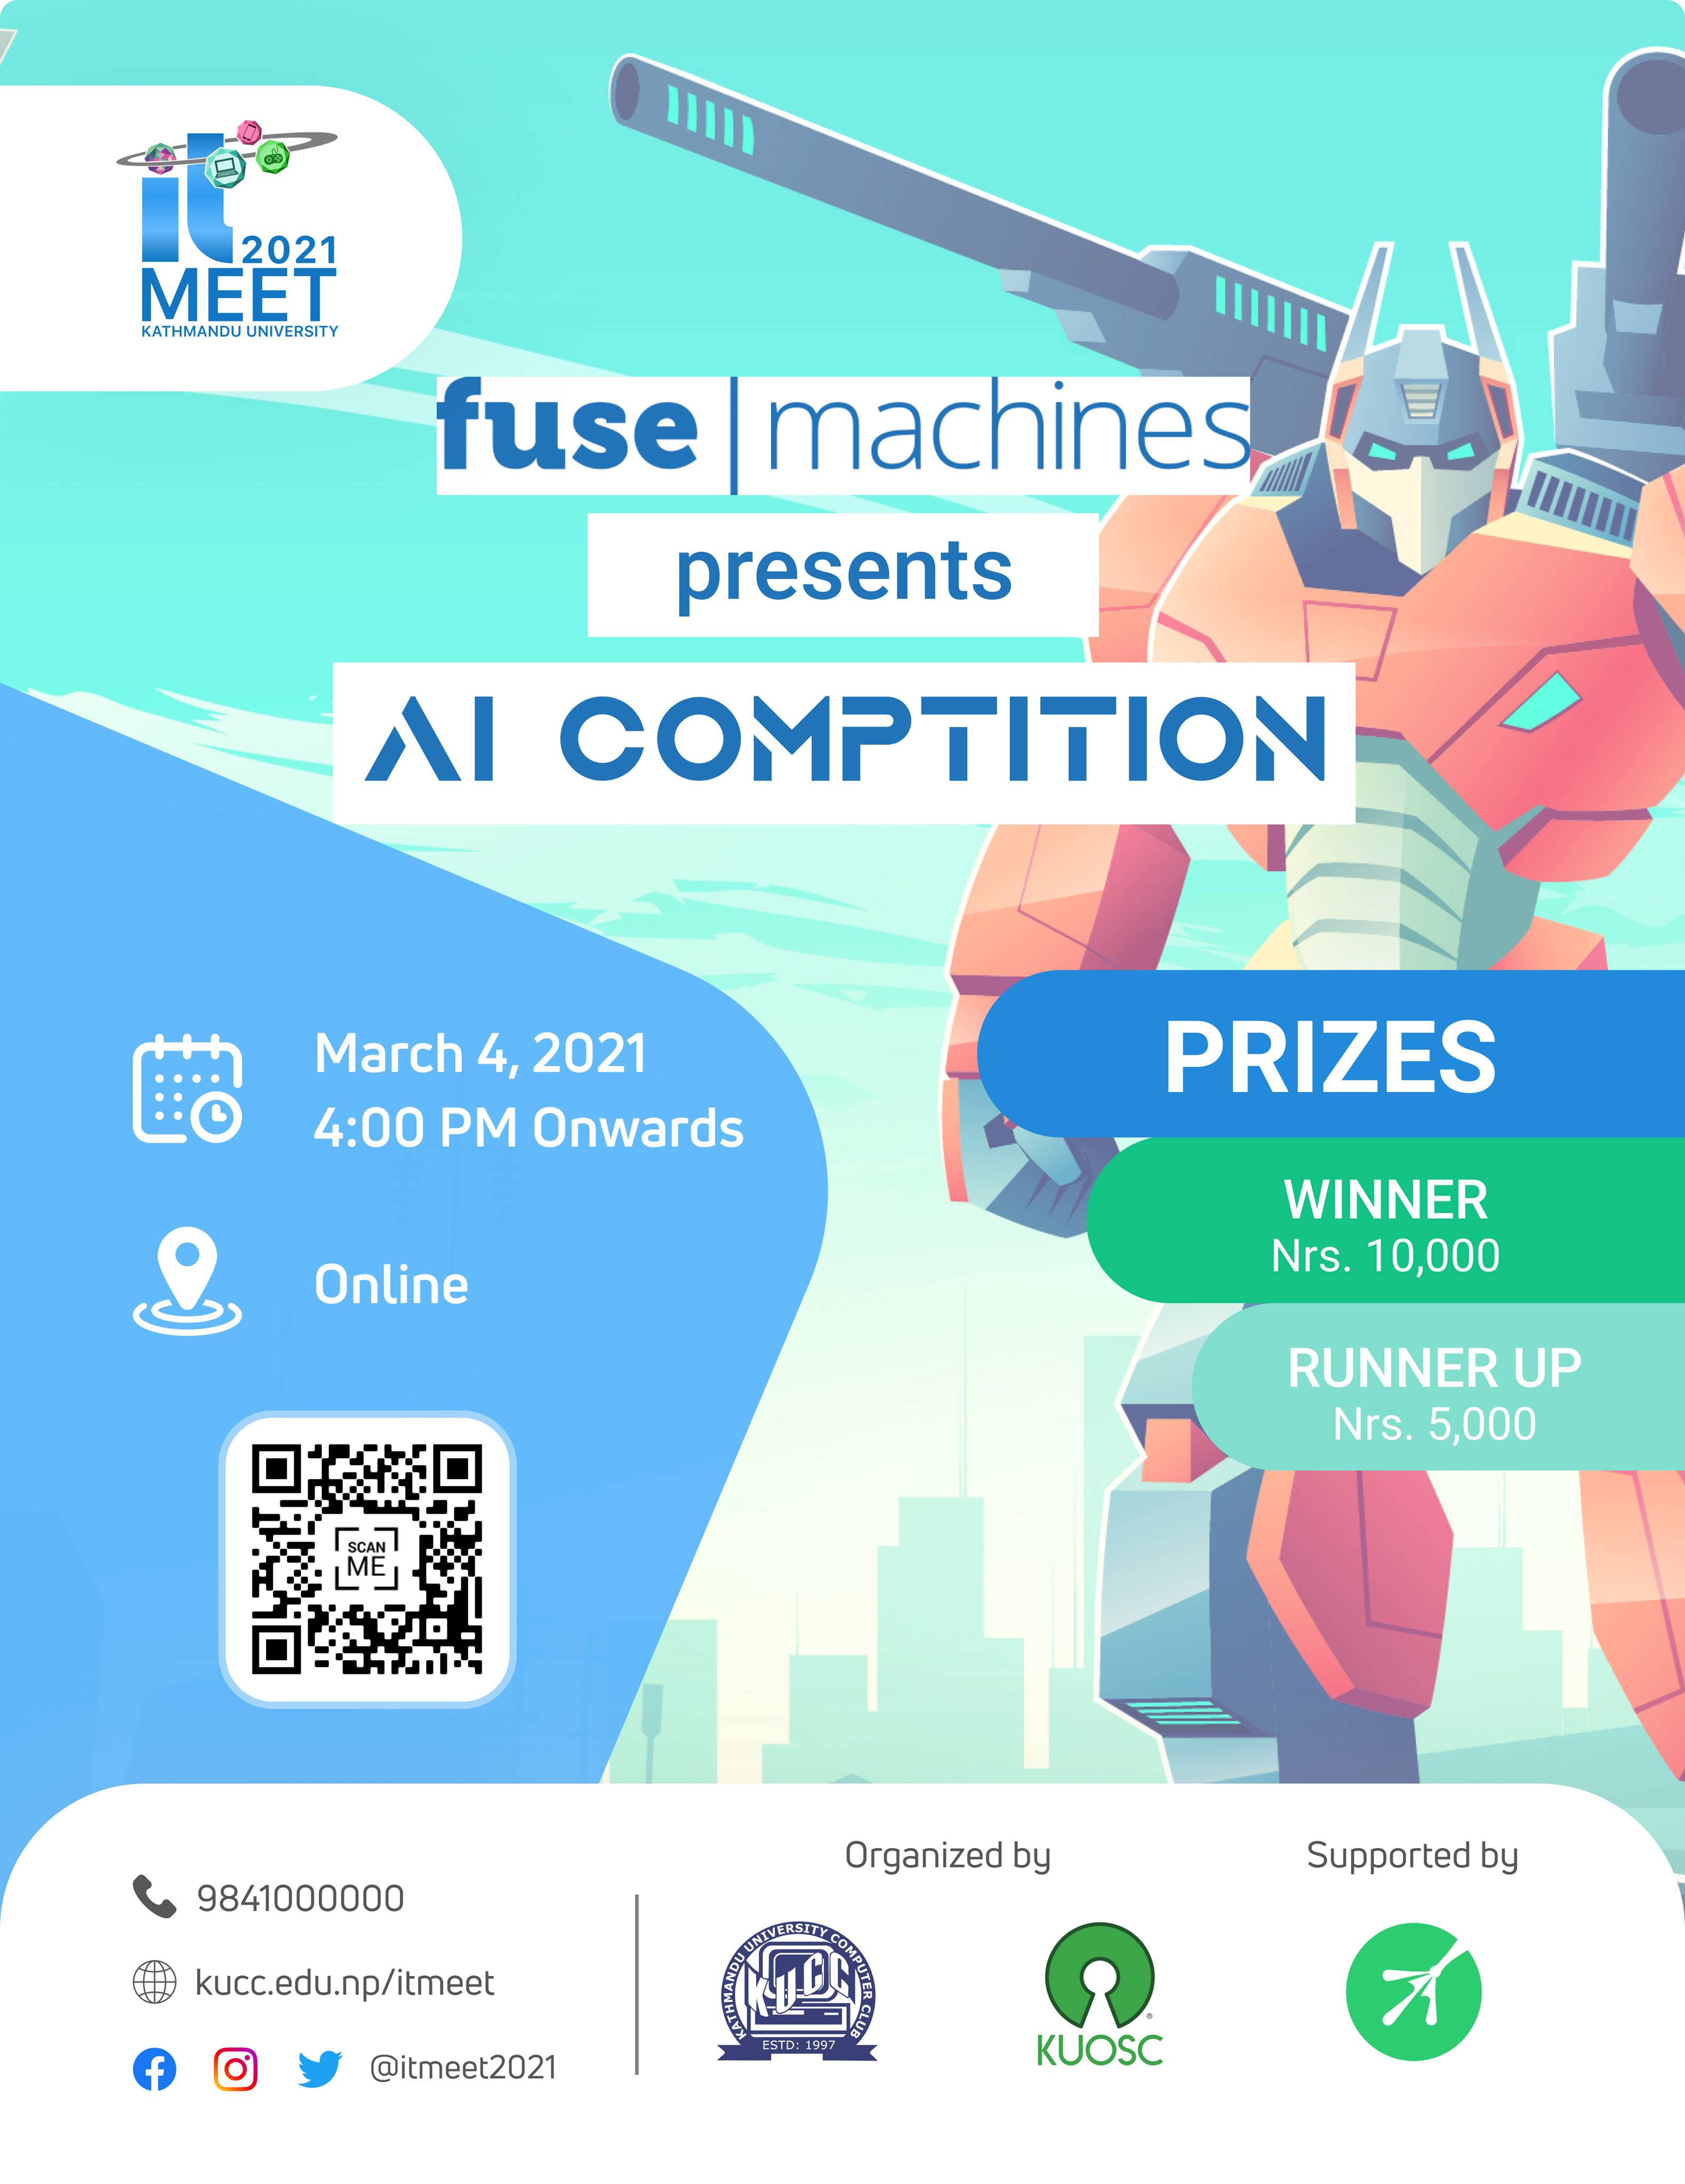 it
2021
MEET
KATHMANDU UNIVERSITY
fuse|machines
presents
AI COMPTITION
March 4, 2021
4:00 PM Onwards
Online
SCAN
ME
PRIZES
WINNER
Nrs. 10,000
RUNNER UP
Nrs. 5,000
9841000000
kucc.edu.np/itmeet
@itmeet2021
Organized by
KATHMANDU UNIVERSITY COMPUTER CLUB
KUCC
ESTD: 1997
KUOSC
®
Supported by